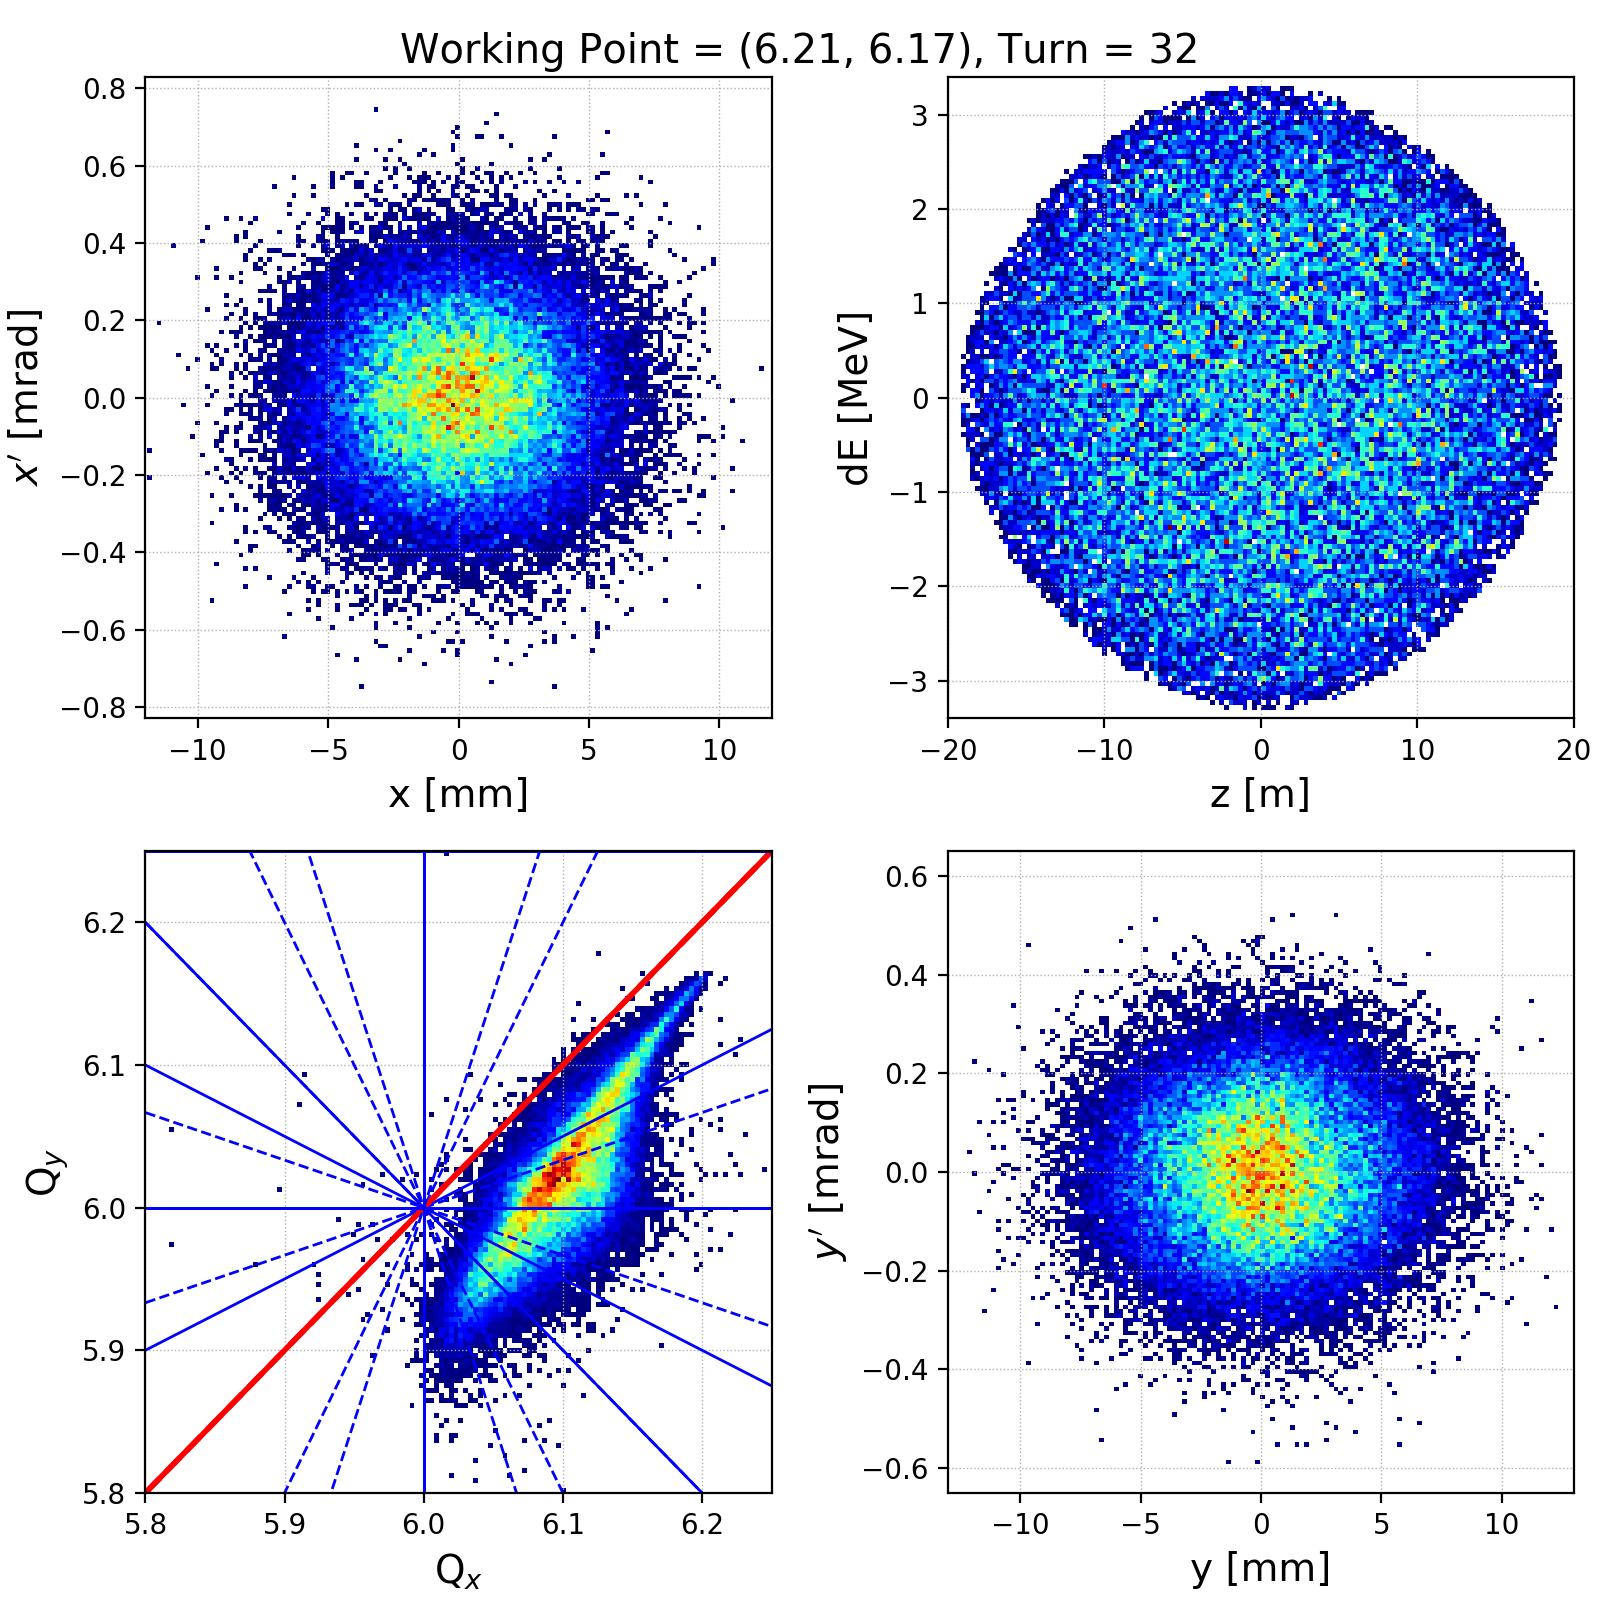 Working Point = (6.21, 6.17), Turn = 32
0.8
0.6
0.4
0.2
0.0
−0.2
−0.4
−0.6
−0.8
x′ [mrad]
−10 −5 0 5 10
x [mm]
3
2
1
0
−1
−2
−3
dE [MeV]
−20 −10 0 10 20
z [m]
6.2
6.1
6.0
5.9
5.8
Qy
5.8 5.9 6.0 6.1 6.2
Qx
0.6
0.4
0.2
0.0
−0.2
−0.4
−0.6
y′ [mrad]
−10 −5 0 5 10
y [mm]